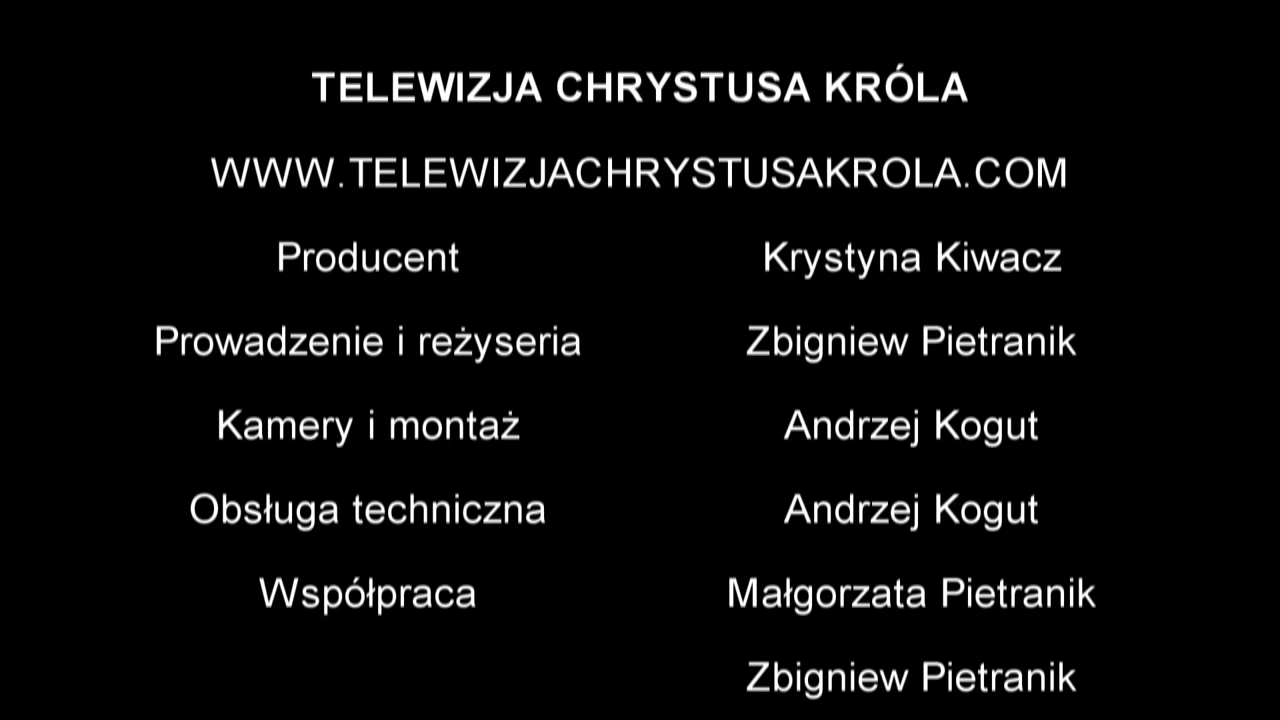 TELEWIZJA CHRYSTUSA KRÓLA
WWW.TELEWIZJACHRYSTUSAKROLA.COM
Producent Krystyna Kiwacz
Prowadzenie i reżyseria Zbigniew Pietranik
Kamery i montaż Andrzej Kogut
Obsługa techniczna Andrzej Kogut
Współpraca Małgorzata Pietranik
Zbigniew Pietranik